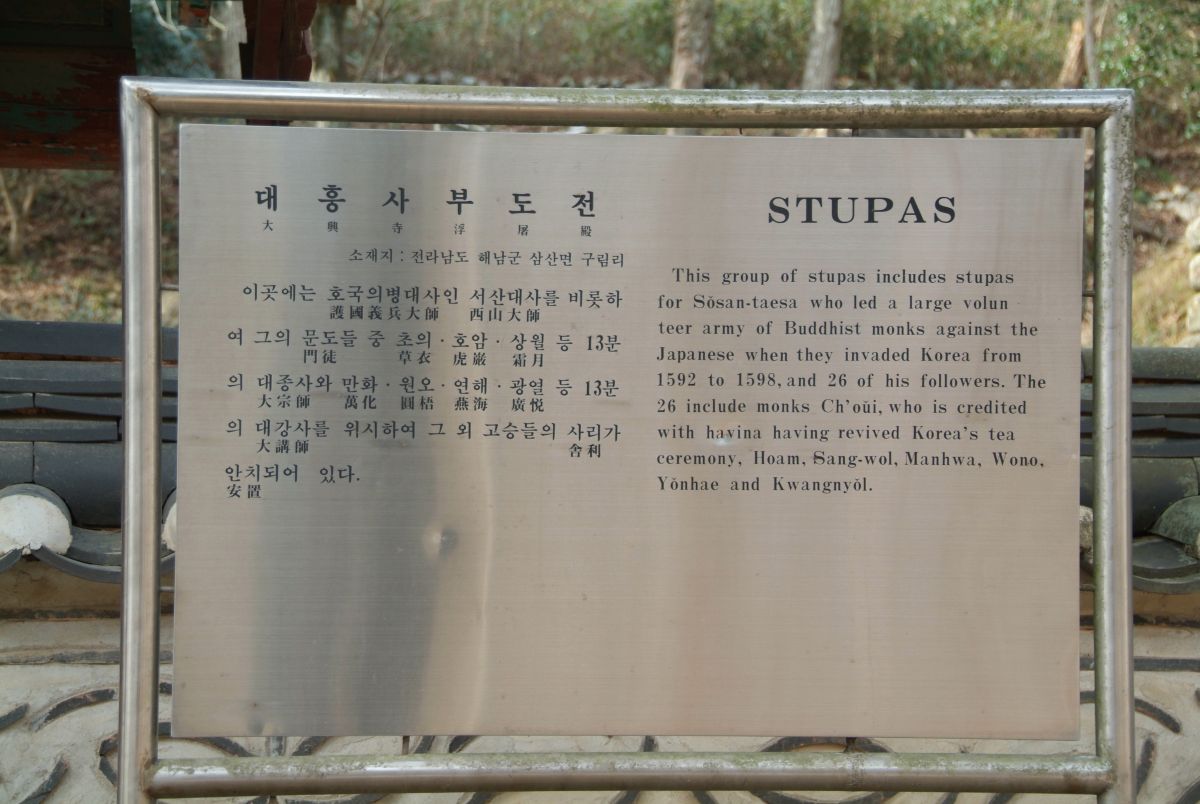 대흥사부도전
大興寺浮屠殿
소재지 : 전라남도 해남군 삼산면 구림리
이곳에는 호국의병대사인 서산대사를 비롯하
護國義兵大師 西山大師
여 그의 문도들 중 초의·호암·상월 등 13분
門徒 草衣 虎巖 霜月
의 대종사와 만화·원오·연해·광열 등 13분
大宗師 萬化 圓梧 燕海 廣悅
의 대강사를 위시하여 그 외 고승들의 사리가
大講師 舍利
안치되어 있다.
安置
STUPAS
This group of stupas includes stupas
for Sŏsan-taesa who led a large volun
teer army of Buddhist monks against the
Japanese when they invaded Korea from
1592 to 1598, and 26 of his followers. The
26 include monks Ch'oŭi, who is credited
with havina having revived Korea's tea
ceremony, Hoam, Sang-wol, Manhwa, Wono,
Yŏnhae and Kwangnyŏl.